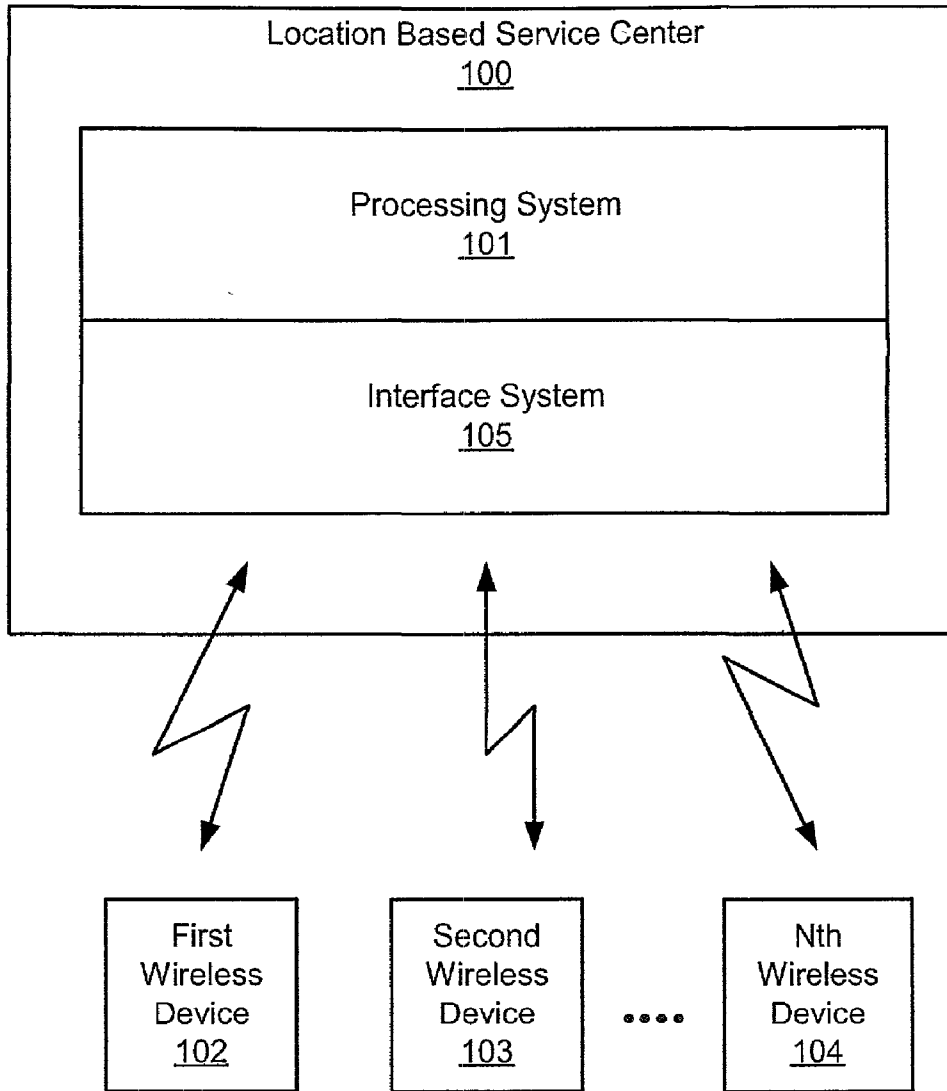 Location Based Service Center
100
Processing System
101
Interface System
105
First
Wireless
Device
102
Second
Wireless
Device
103
Nth
Wireless
Device
104